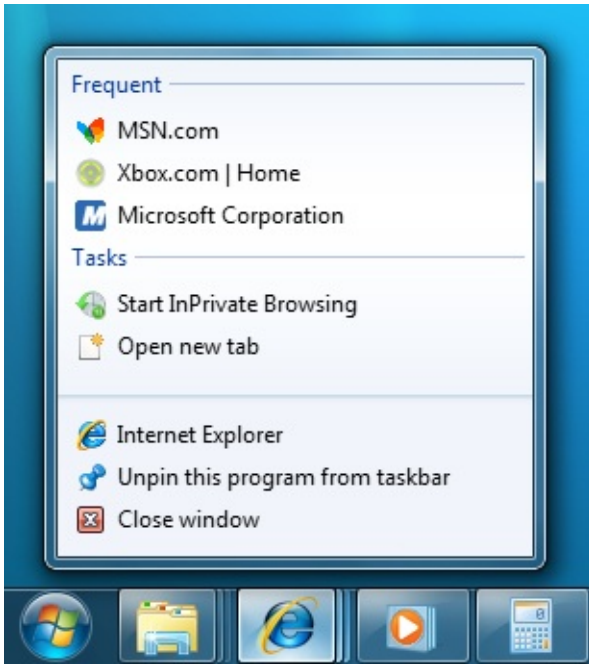 Frequent
MSN.com
Xbox.com | Home
Microsoft Corporation
Tasks
Start InPrivate Browsing
Open new tab
Internet Explorer
Unpin this program from taskbar
Close window
0